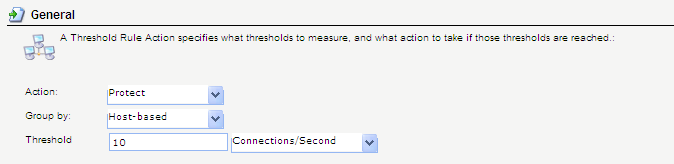 General
A Threshold Rule Action specifies what thresholds to measure, and what action to take if those thresholds are reached.:
Action: Protect
Group by: Host-based
Threshold 10 Connections/Second